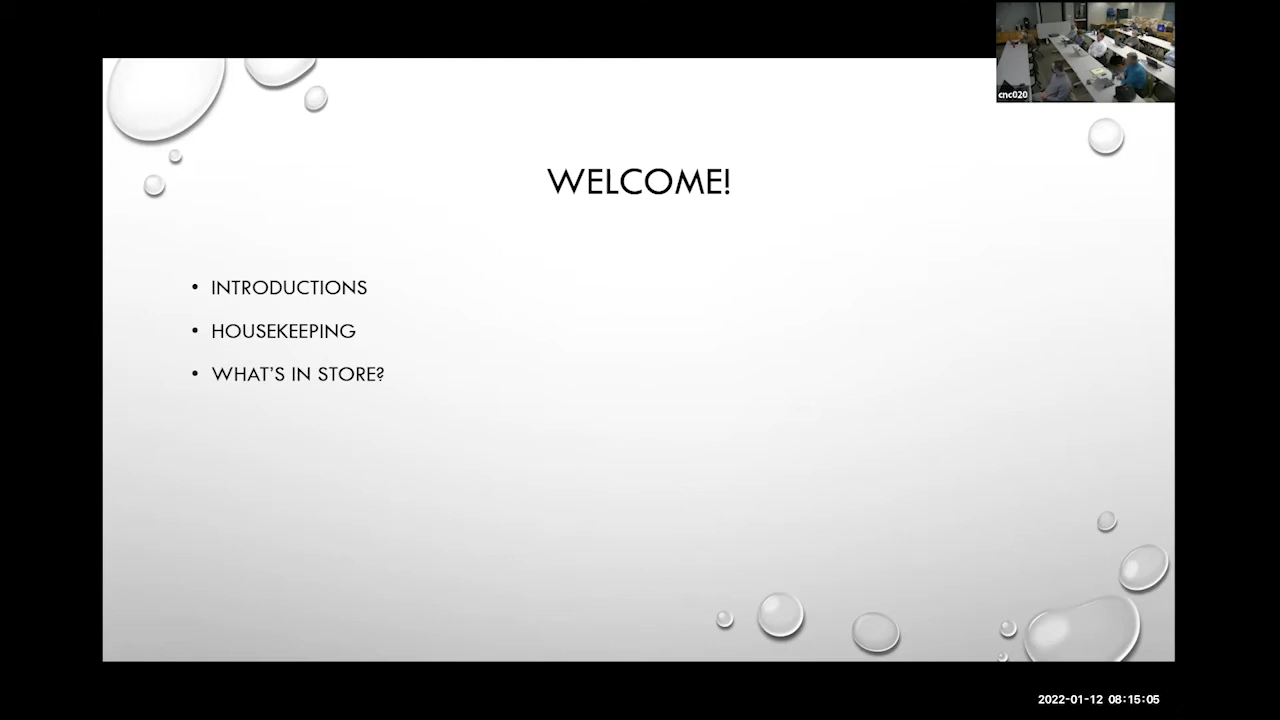 cnc020
WELCOME!
• INTRODUCTIONS
• HOUSEKEEPING
• WHAT'S IN STORE?
2022-01-12 08:15:05